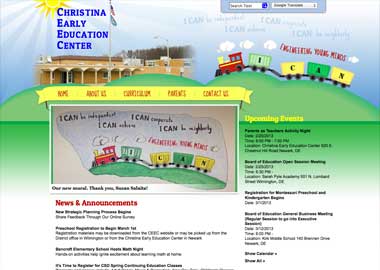 Search Text
Google Translate
CHRISTINA
EARLY
EDUCATION
CENTER
I CAN be independent
I CAN cooperate
I CAN achieve
I CAN be neighborly
ENGINEERING YOUNG MINDS
I CAN
HOME ABOUT US CURRICULUM PARENTS CONTACT US
I CAN be independent
I CAN cooperate
I CAN achieve
I CAN be neighborly
ENGINEERING YOUNG MINDS
I CAN
Our new mural. Thank you, Susan Salaits!
News & Announcements
New Strategic Planning Process Begins
Share Feedback Through Our Online Survey
Preschool Registration to Begin March 1st
Registration materials may be downloaded from the CEEC website or may be picked up from the
District office in Wilmington or from the Christina Early Education Center in Newark
Bancroft Elementary School Hosts Math Night
Hands-on activities help ignite excitement about learning math at home.
It's Time to Register for CSD Spring Continuing Education Classes
Upcoming Events
Parents as Teachers Activity Night
Date: 2/25/2013
Time: 6:00 PM - 7:00 PM
Location: Christina Early Education Center 620 E.
Chestnut Hill Road Newark, DE
Board of Education Open Session Meeting
Date: 2/25/2013
Time: 6:30 PM -
Location: Sarah Pyle Academy 501 N. Lombard
Street Wilmington, DE
Registration for Montessori Preschool and
Kindergarten Begins
Date: 3/1/2013
Board of Education General Business Meeting
(Regular Session to go into Executive
Session)
Date: 3/12/2013
Time: 6:00 PM
Location: Kirk Middle School 140 Brennen Drive
Newark, DE
Show Calendar »
Show All »